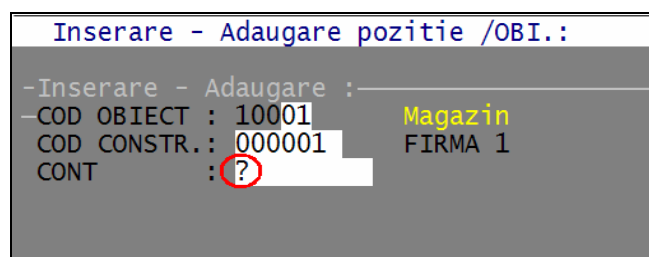 Inserare - Adaugare pozitie /OBI.:
-Inserare - Adaugare :
COD OBIECT : 10001 Magazin
COD CONSTR.: 000001 FIRMA 1
CONT : ?